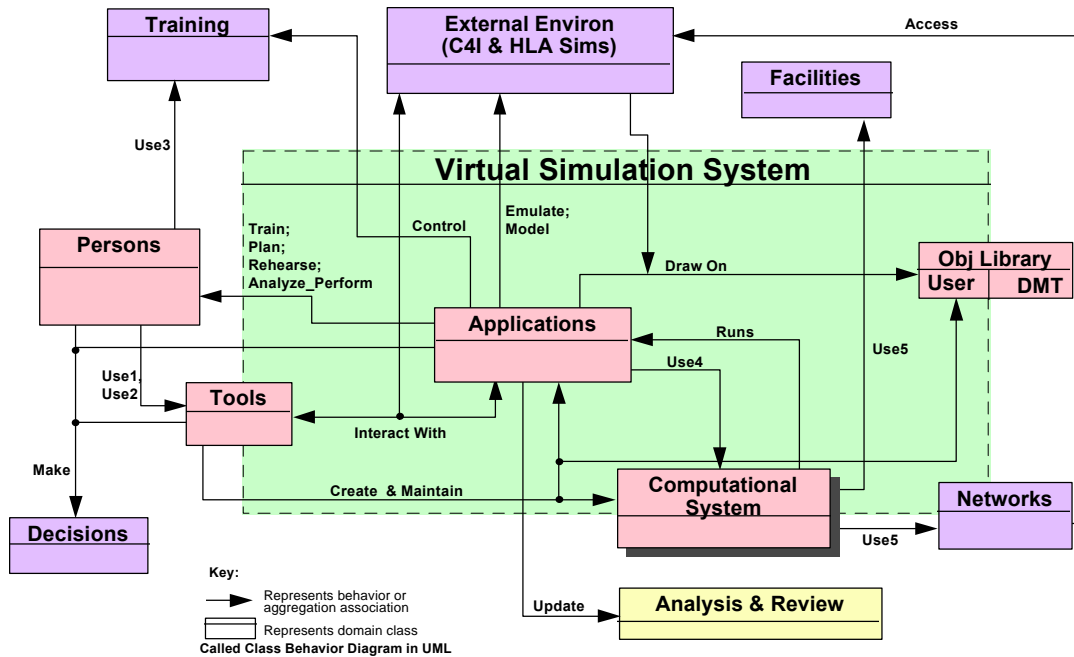 Training
External Environ
(C4I & HLA Sims)
Access
Facilities
Use3
Virtual Simulation System
Train;
Plan;
Rehearse;
Analyze_Perform
Control
Emulate;
Model
Persons
Draw On
Obj Library
User
DMT
Applications
Runs
Use5
Use4
Use1,
Use2
Tools
Interact With
Make
Create & Maintain
Computational
System
Networks
Decisions
Use5
Key:
Represents behavior or
aggregation association
Update
Analysis & Review
Represents domain class
Called Class Behavior Diagram in UML